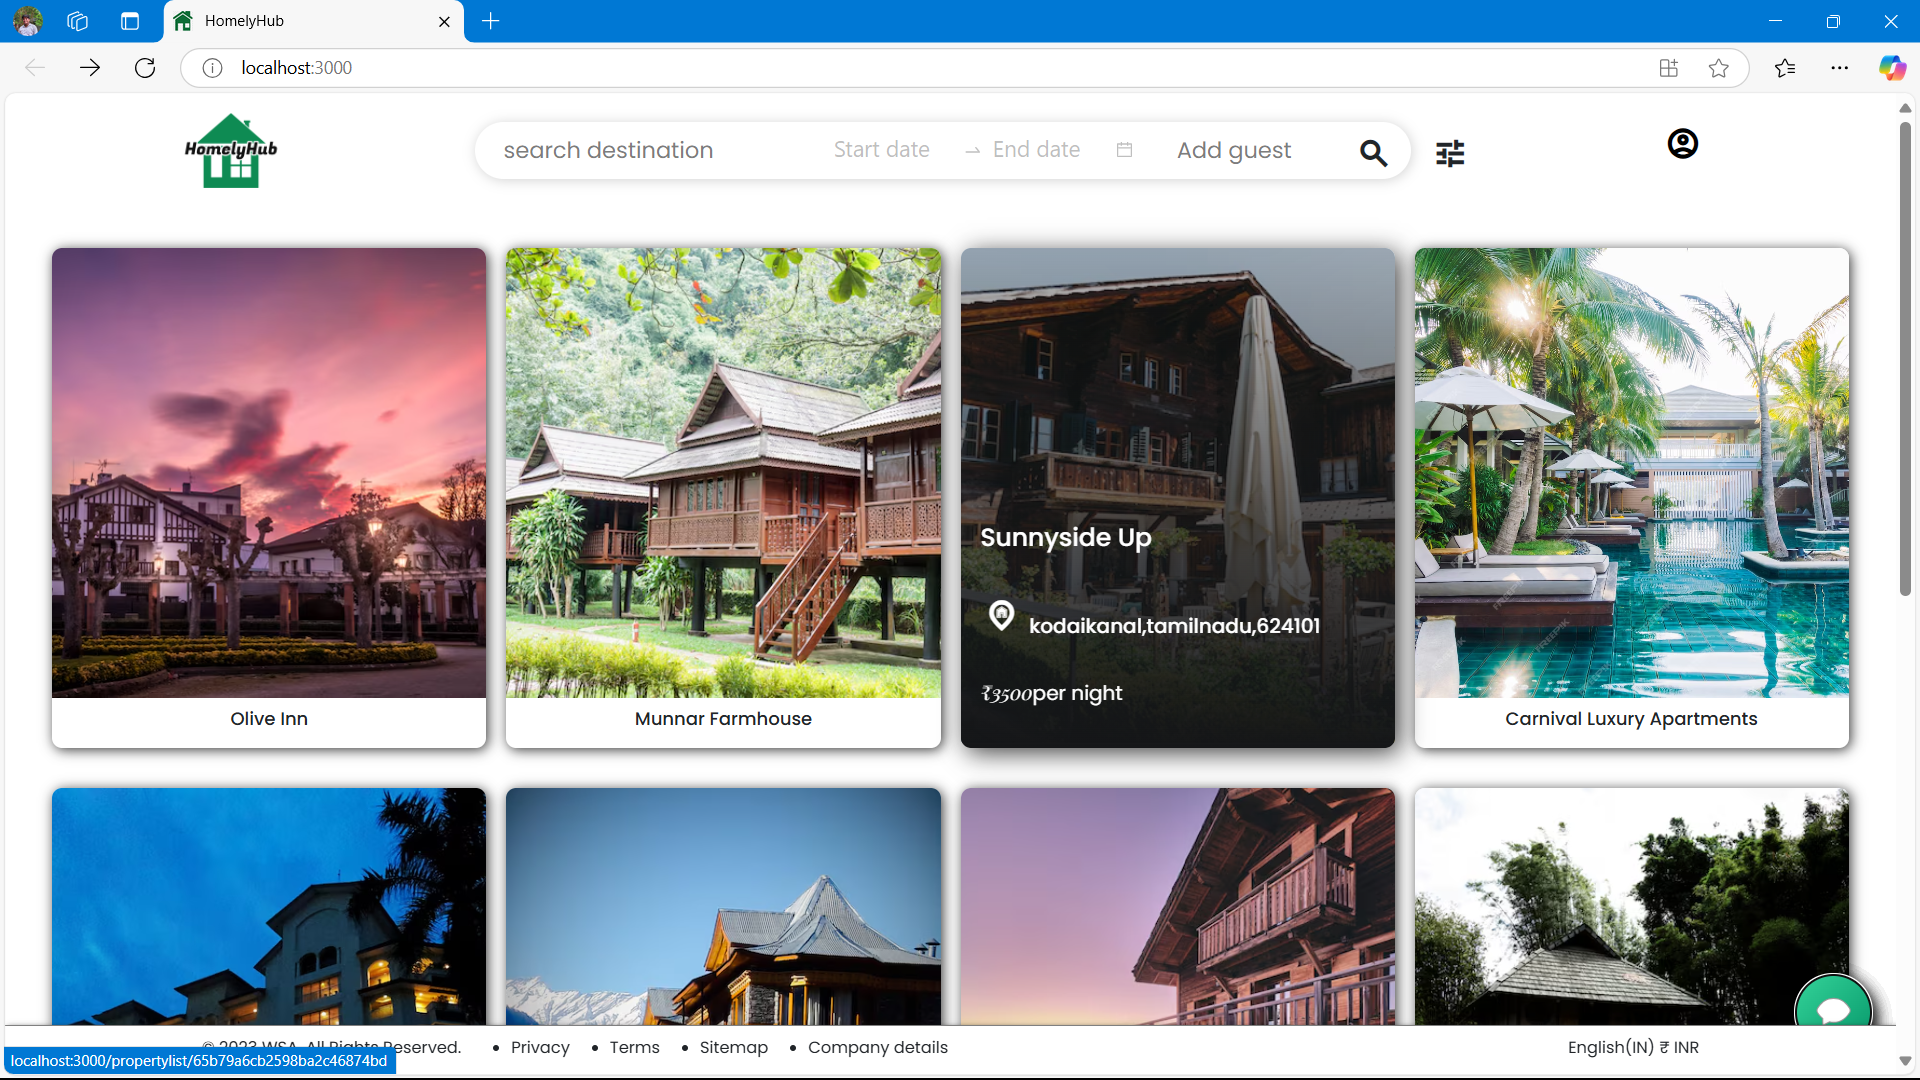 HomelyHub
localhost:3000
HomelyHub
search destination
Start date
End date
Add guest
Sunnyside Up
kodaikanal,tamilnadu,624101
₹3500per night
Olive Inn
Munnar Farmhouse
Carnival Luxury Apartments
© 2023 WSA. All Rights Reserved.
• Privacy
• Terms
• Sitemap
• Company details
English(IN) ₹ INR
localhost:3000/propertylist/65b79a6cb2598ba2c46874bd